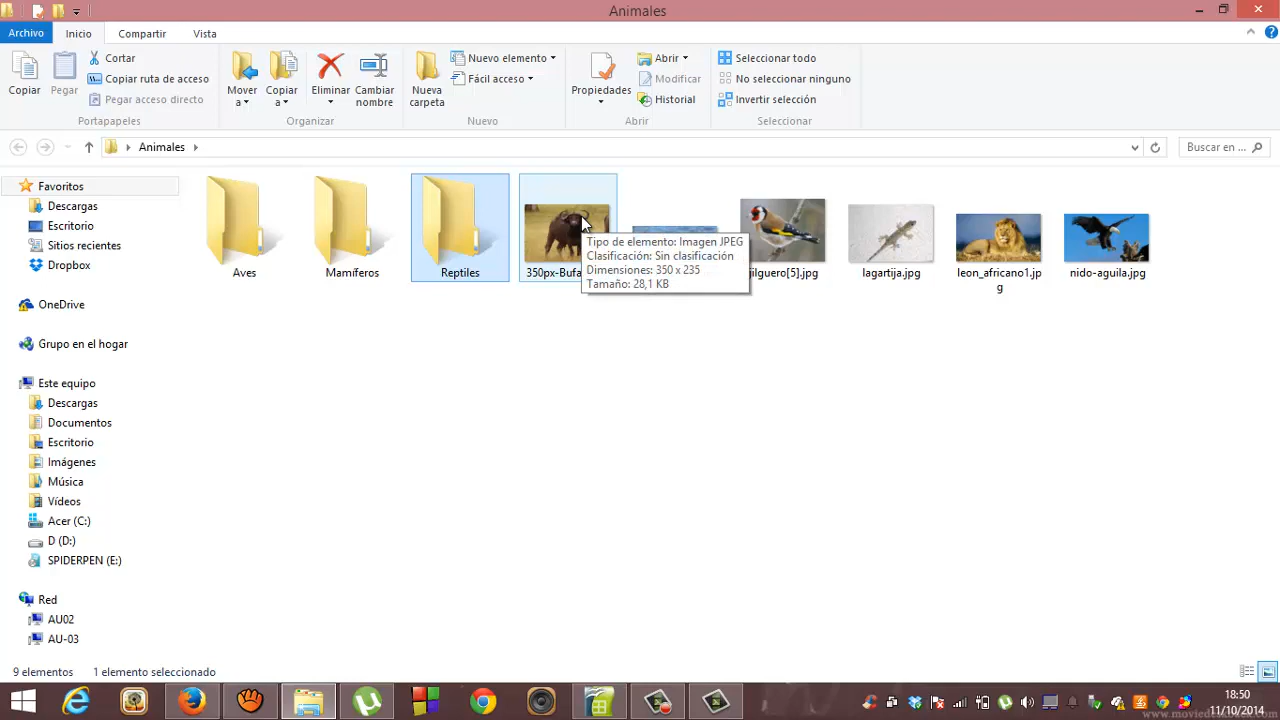 Animales
Archivo
Inicio
Compartir
Vista
Copiar
Pegar
Cortar
Copiar ruta de acceso
Pegar acceso directo
Portapapeles
Mover a
Copiar a
Eliminar
Cambiar nombre
Organizar
Nueva carpeta
Nuevo elemento
Fácil acceso
Nuevo
Propiedades
Abrir
Modificar
Historial
Abrir
Seleccionar todo
No seleccionar ninguno
Invertir selección
Seleccionar
Animales
Buscar en ...
Favoritos
Descargas
Escritorio
Sitios recientes
Dropbox
OneDrive
Grupo en el hogar
Este equipo
Descargas
Documentos
Escritorio
Imágenes
Música
Vídeos
Acer (C:)
D (D:)
SPIDERPEN (E:)
Red
AU02
AU-03
Aves
Mamíferos
Reptiles
350px-Bufa
Tipo de elemento: Imagen JPEG
Clasificación: Sin clasificación
Dimensiones: 350 x 235
Tamaño: 28,1 KB
jilguero[5].jpg
lagartija.jpg
leon_africano1.jp
g
nido-aguila.jpg
9 elementos
1 elemento seleccionado
18:50
11/10/2014